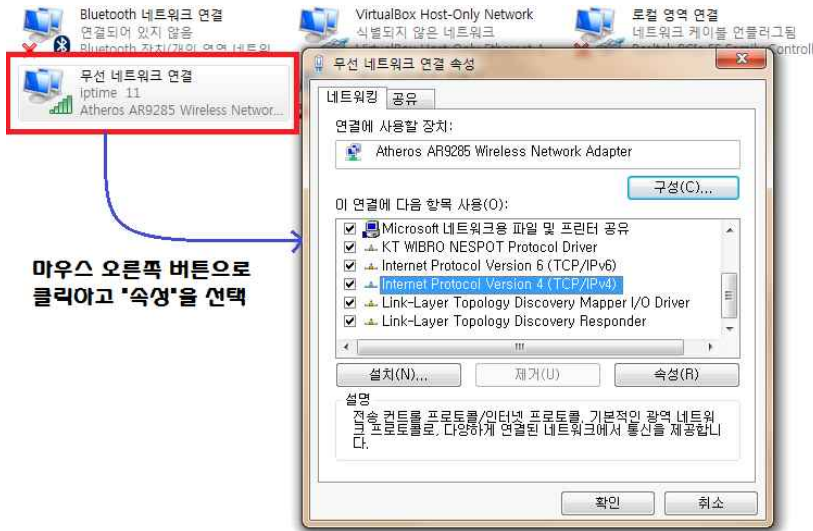 Bluetooth 네트워크 연결
연결되어 있지 않음
Bluetooth 장치/개인 영역 네트워
VirtualBox Host-Only Network
식별되지 않은 네트워크
로컬 영역 연결
네트워크 케이블 언플러그됨
무선 네트워크 연결
iptime 11
Atheros AR9285 Wireless Networ...
마우스 오른쪽 버튼으로
클릭하고 "속성"을 선택
무선 네트워크 연결 속성
네트워킹
공유
연결에 사용할 장치:
Atheros AR9285 Wireless Network Adapter
구성(C)...
이 연결에 다음 항목 사용(O):
Microsoft 네트워크용 파일 및 프린터 공유
KT WIBRO NESPOT Protocol Driver
Internet Protocol Version 6 (TCP/IPv6)
Internet Protocol Version 4 (TCP/IPv4)
Link-Layer Topology Discovery Mapper I/O Driver
Link-Layer Topology Discovery Responder
설치(N)...
제거(U)
속성(R)
설명
전송 컨트롤 프로토콜/인터넷 프로토콜. 기본적인 광역 네트워
크 프로토콜로, 다양하게 연결된 네트워크에서 통신을 제공합니
다.
확인
취소